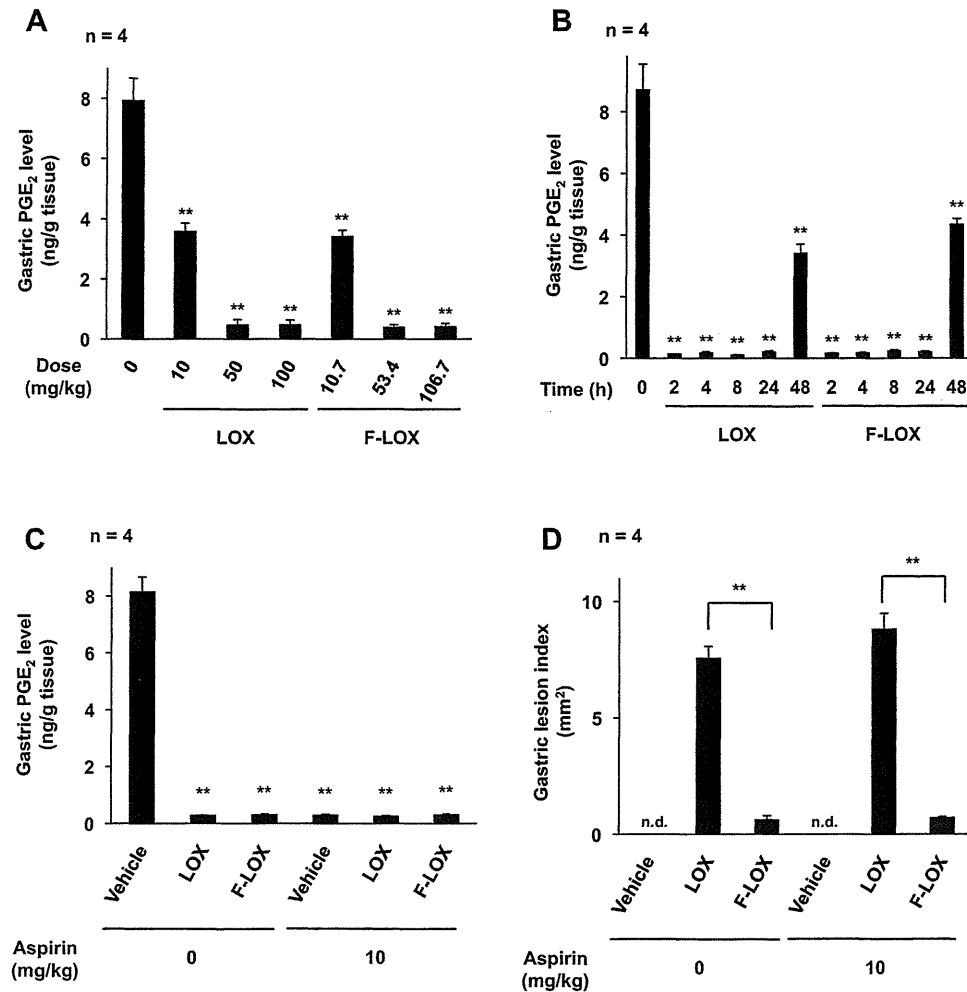 A
n = 4
Gastric PGE₂ level
(ng/g tissue)
8
6
4
2
0
** ** ** ** ** **
Dose
(mg/kg)
0 10 50 100 10.7 53.4 106.7
LOX F-LOX
B
n = 4
Gastric PGE₂ level
(ng/g tissue)
8
6
4
2
0
** ** ** ** ** ** ** ** ** **
Time (h) 0 2 4 8 24 48 2 4 8 24 48
LOX F-LOX
C
n = 4
Gastric PGE₂ level
(ng/g tissue)
8
6
4
2
0
** ** ** ** **
Vehicle LOX F-LOX Vehicle LOX F-LOX
Aspirin
(mg/kg)
0 10
D
n = 4
Gastric lesion index
(mm²)
10
5
0
** **
n.d. n.d.
Vehicle LOX F-LOX Vehicle LOX F-LOX
Aspirin
(mg/kg)
0 10